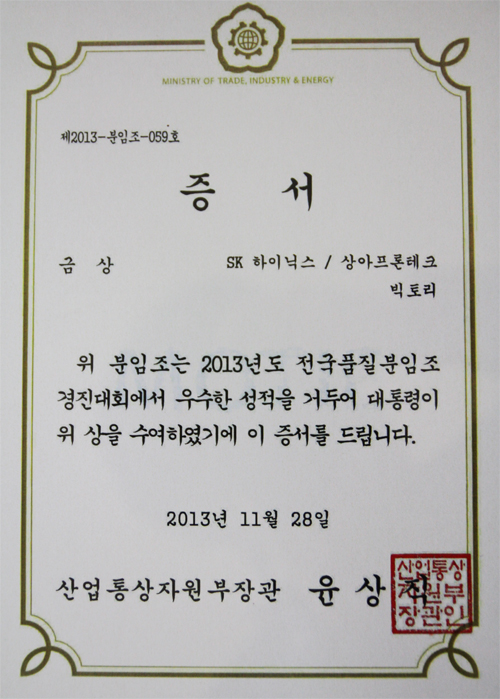 MINISTRY OF TRADE, INDUSTRY & ENERGY
제2013-분임조-059호
증 서
금 상 SK 하이닉스 / 상아프론테크
빅토리
위 분임조는 2013년도 전국품질분임조
경진대회에서 우수한 성적을 거두어 대통령이
위 상을 수여하였기에 이 증서를 드립니다.
2013년 11월 28일
산업통상자원부장관 윤 상 직
산업통상
자원부
장관인